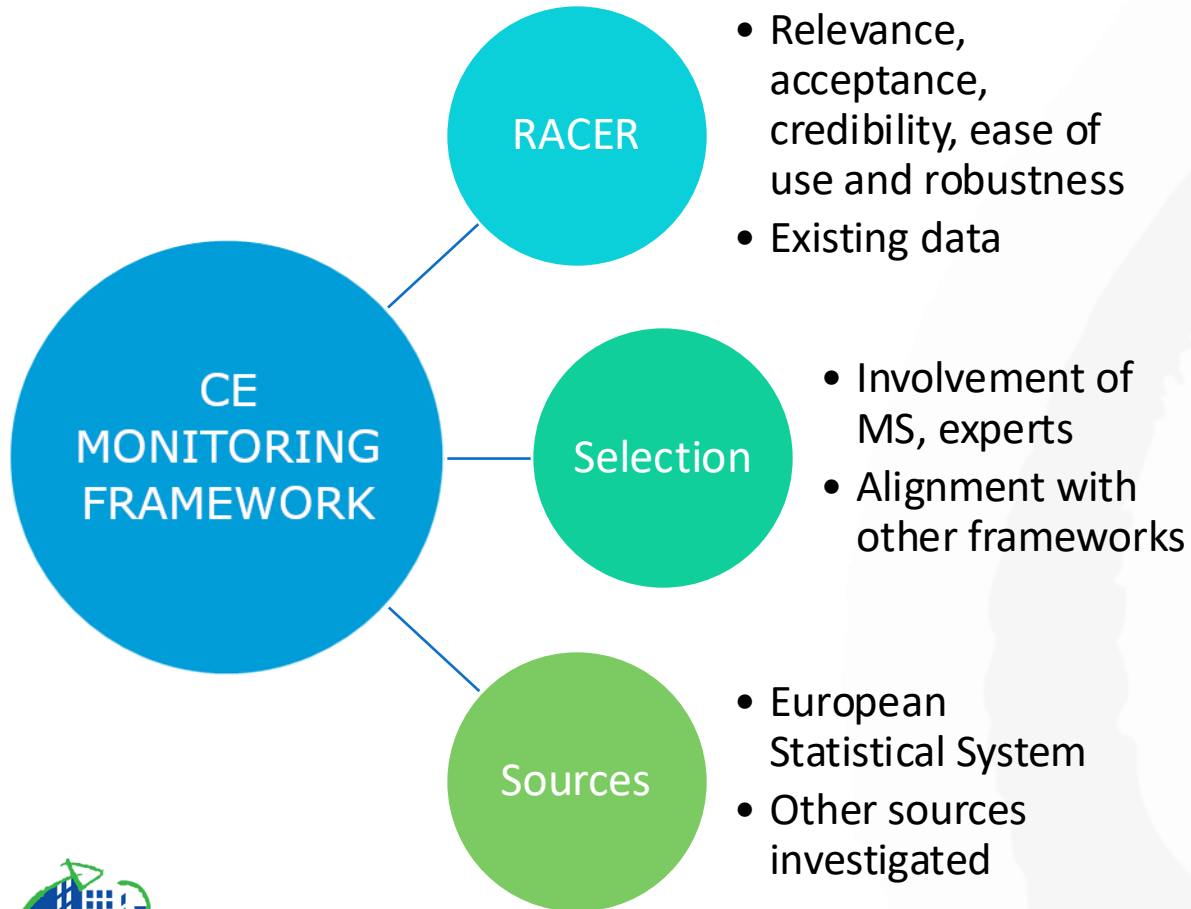 CE
MONITORING
FRAMEWORK
RACER
• Relevance,
acceptance,
credibility, ease of
use and robustness
• Existing data
Selection
• Involvement of
MS, experts
• Alignment with
other frameworks
Sources
• European
Statistical System
• Other sources
investigated